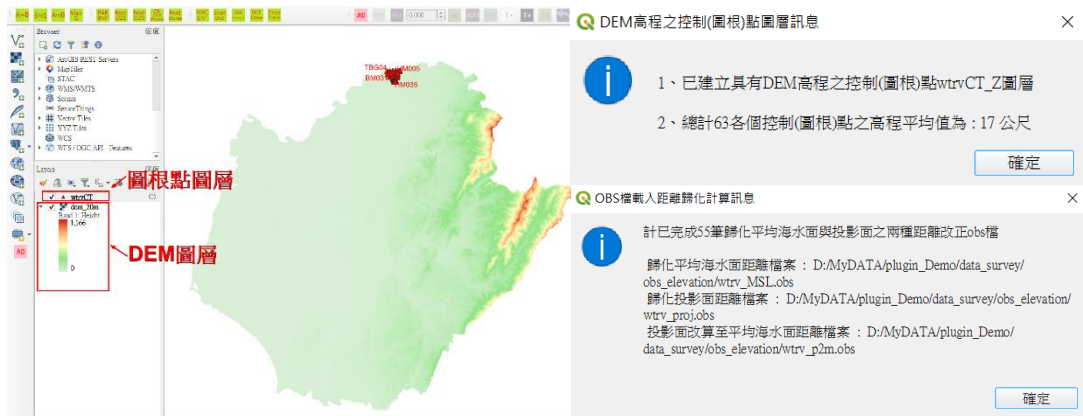 0.000
Browser
ArcGIS REST Servers
MapTiler
STAC
WMS/WMTS
Scenes
SensorThings
Vector Tiles
XYZ Tiles
WCS
WFS / OGC API - Features
Layers
圖根點圖層
wtrvCT
dem_20m
Band 1: Height
1,566
0
DEM圖層
TBG04
BM031
DEM高程之控制(圖根)點圖層訊息
1、已建立具有DEM高程之控制(圖根)點wtrvCT_Z圖層
2、總計63各個控制(圖根)點之高程平均值為 : 17 公尺
確定
OBS檔載入距離歸化計算訊息
計已完成55筆歸化平均海水面與投影面之兩種距離改正obs檔
歸化平均海水面距離檔案 : D:/MyDATA/plugin_Demo/data_survey/
obs_elevation/wtrv_MSL.obs
歸化投影面距離檔案 : D:/MyDATA/plugin_Demo/data_survey/obs_elevation/
wtrv_proj.obs
投影面改算至平均海水面距離檔案 : D:/MyDATA/plugin_Demo/
data_survey/obs_elevation/wtrv_p2m.obs
確定